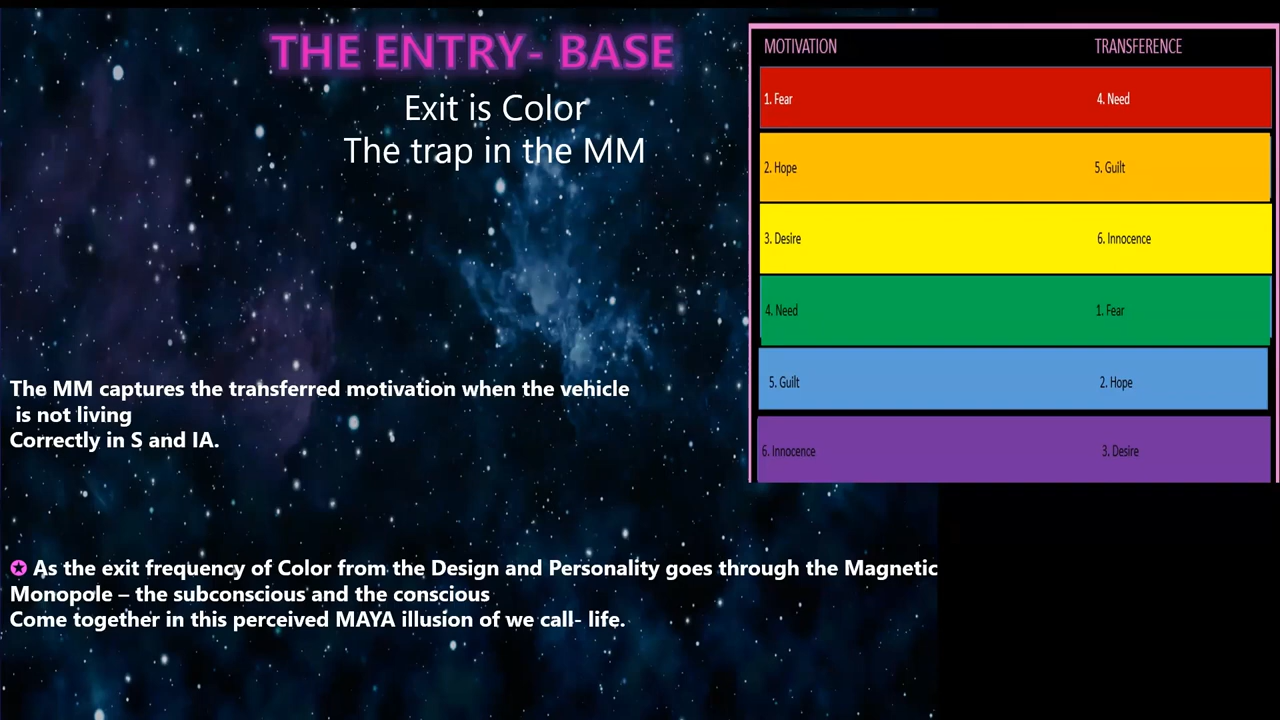 THE ENTRY- BASE
Exit is Color
The trap in the MM
MOTIVATION TRANSFERENCE
1. Fear 4. Need
2. Hope 5. Guilt
3. Desire 6. Innocence
4. Need 1. Fear
5. Guilt 2. Hope
6. Innocence 3. Desire
The MM captures the transferred motivation when the vehicle
is not living
Correctly in S and IA.
✪ As the exit frequency of Color from the Design and Personality goes through the Magnetic
Monopole – the subconscious and the conscious
Come together in this perceived MAYA illusion of we call- life.